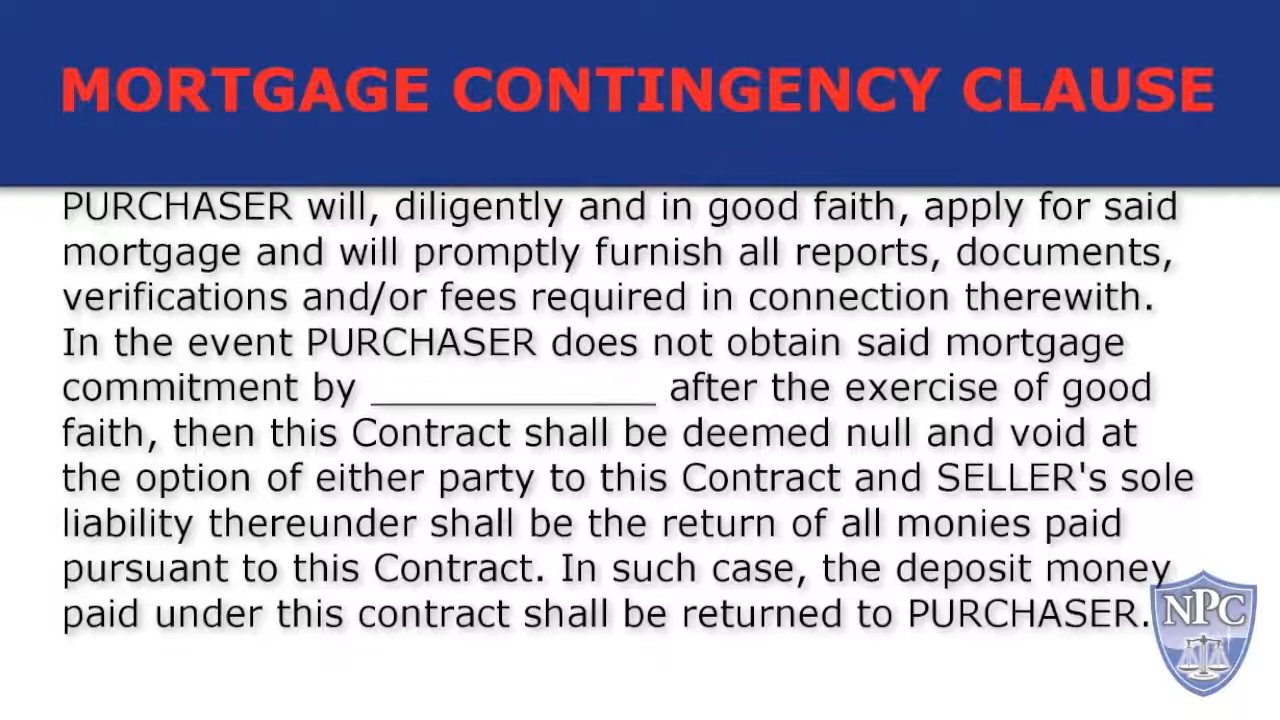 MORTGAGE CONTINGENCY CLAUSE
PURCHASER will, diligently and in good faith, apply for said
mortgage and will promptly furnish all reports, documents,
verifications and/or fees required in connection therewith.
In the event PURCHASER does not obtain said mortgage
commitment by ______________ after the exercise of good
faith, then this Contract shall be deemed null and void at
the option of either party to this Contract and SELLER's sole
liability thereunder shall be the return of all monies paid
pursuant to this Contract. In such case, the deposit money
paid under this contract shall be returned to PURCHASER.
NPC